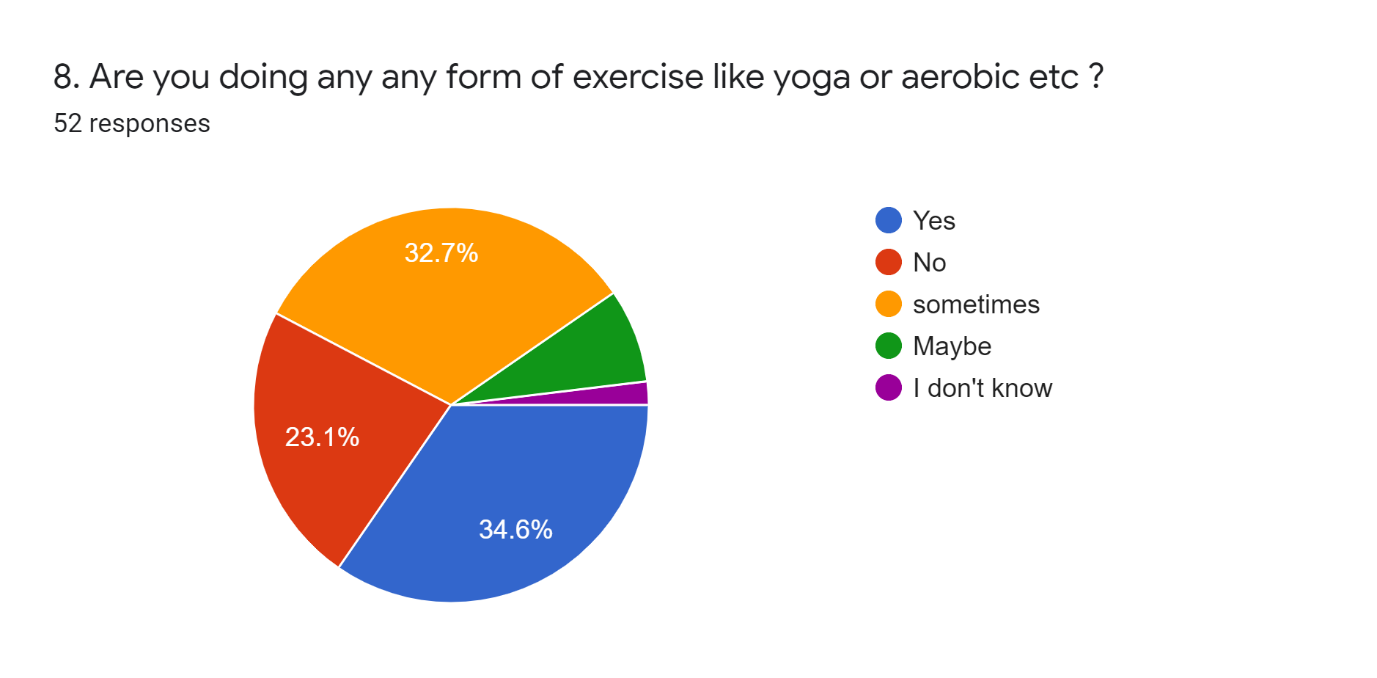 8. Are you doing any any form of exercise like yoga or aerobic etc ?
52 responses
32.7%
23.1%
34.6%
Yes
No
sometimes
Maybe
I don't know